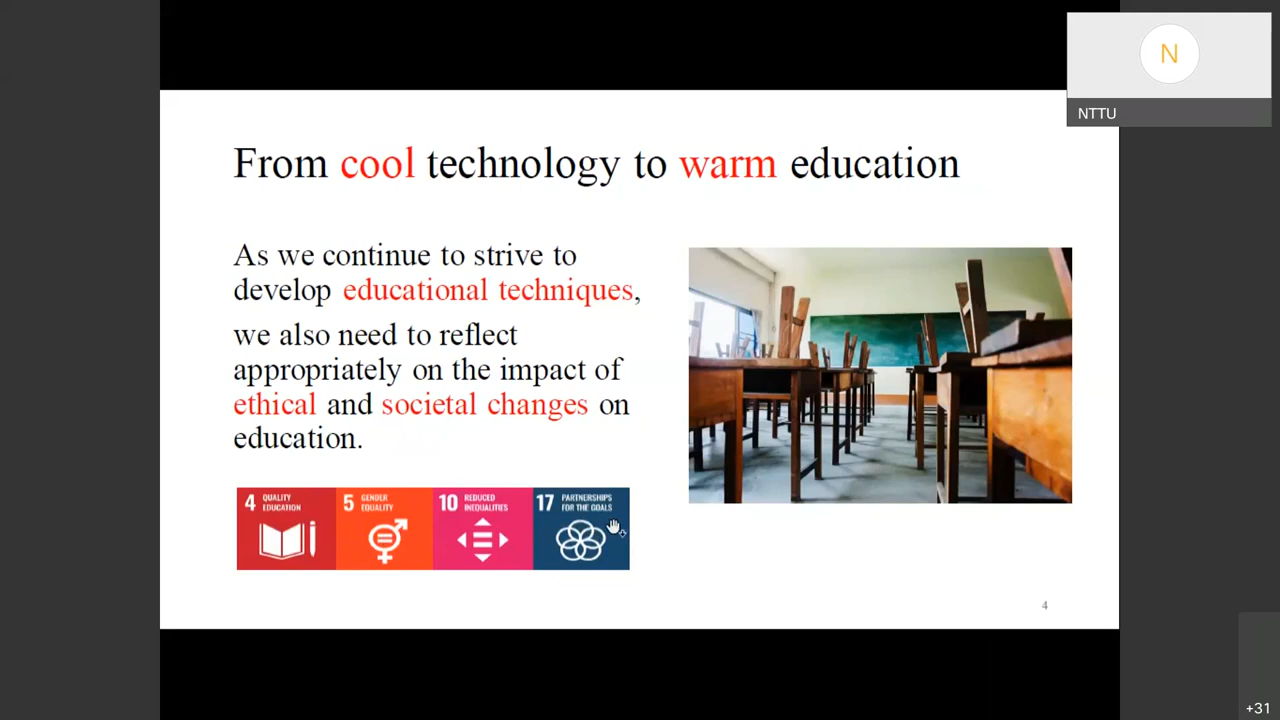 N
NTTU
From cool technology to warm education
As we continue to strive to
develop educational techniques,
we also need to reflect
appropriately on the impact of
ethical and societal changes on
education.
4 QUALITY
EDUCATION
5 GENDER
EQUALITY
10 REDUCED
INEQUALITIES
17 PARTNERSHIPS
FOR THE GOALS
4
+31